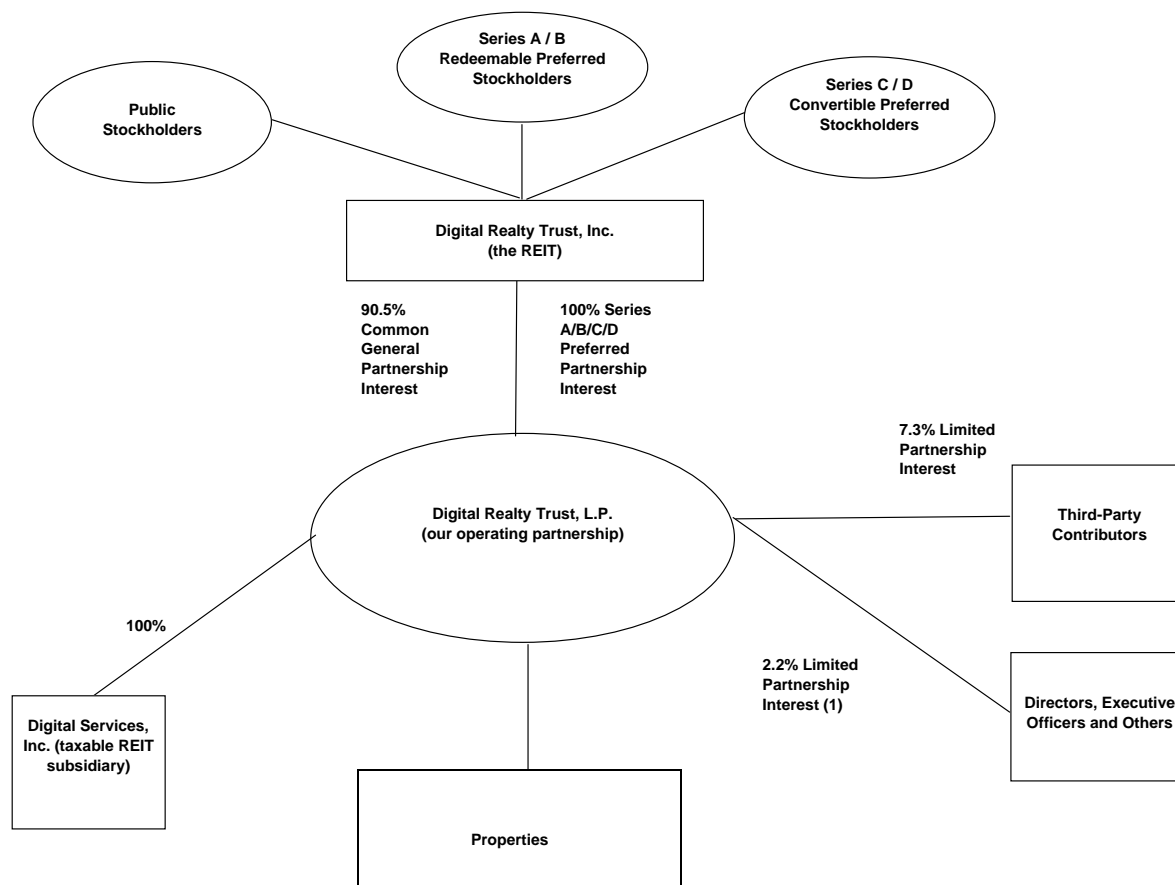 Series A / B
Redeemable Preferred
Stockholders
Public
Stockholders
Series C / D
Convertible Preferred
Stockholders
Digital Realty Trust, Inc.
(the REIT)
90.5%
Common
General
Partnership
Interest
100% Series
A/B/C/D
Preferred
Partnership
Interest
7.3% Limited
Partnership
Interest
Digital Realty Trust, L.P.
(our operating partnership)
Third-Party
Contributors
100%
2.2% Limited
Partnership
Interest (1)
Digital Services,
Inc. (taxable REIT
subsidiary)
Directors, Executive
Officers and Others
Properties